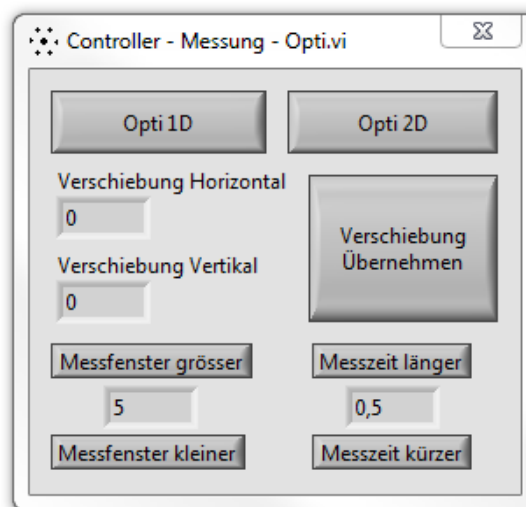 Controller - Messung - Opti.vi
Opti 1D
Opti 2D
Verschiebung Horizontal
0
Verschiebung
Übernehmen
Verschiebung Vertikal
0
Messfenster grösser
Messzeit länger
5
0,5
Messfenster kleiner
Messzeit kürzer